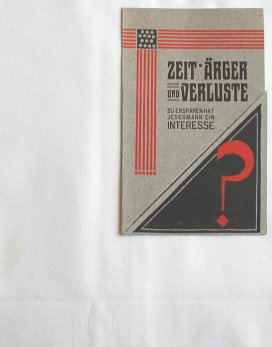 ZEIT-ÄRGER
UND VERLUSTE
ZU ERSPAREN HAT
JEDERMANN EIN
INTERESSE
?